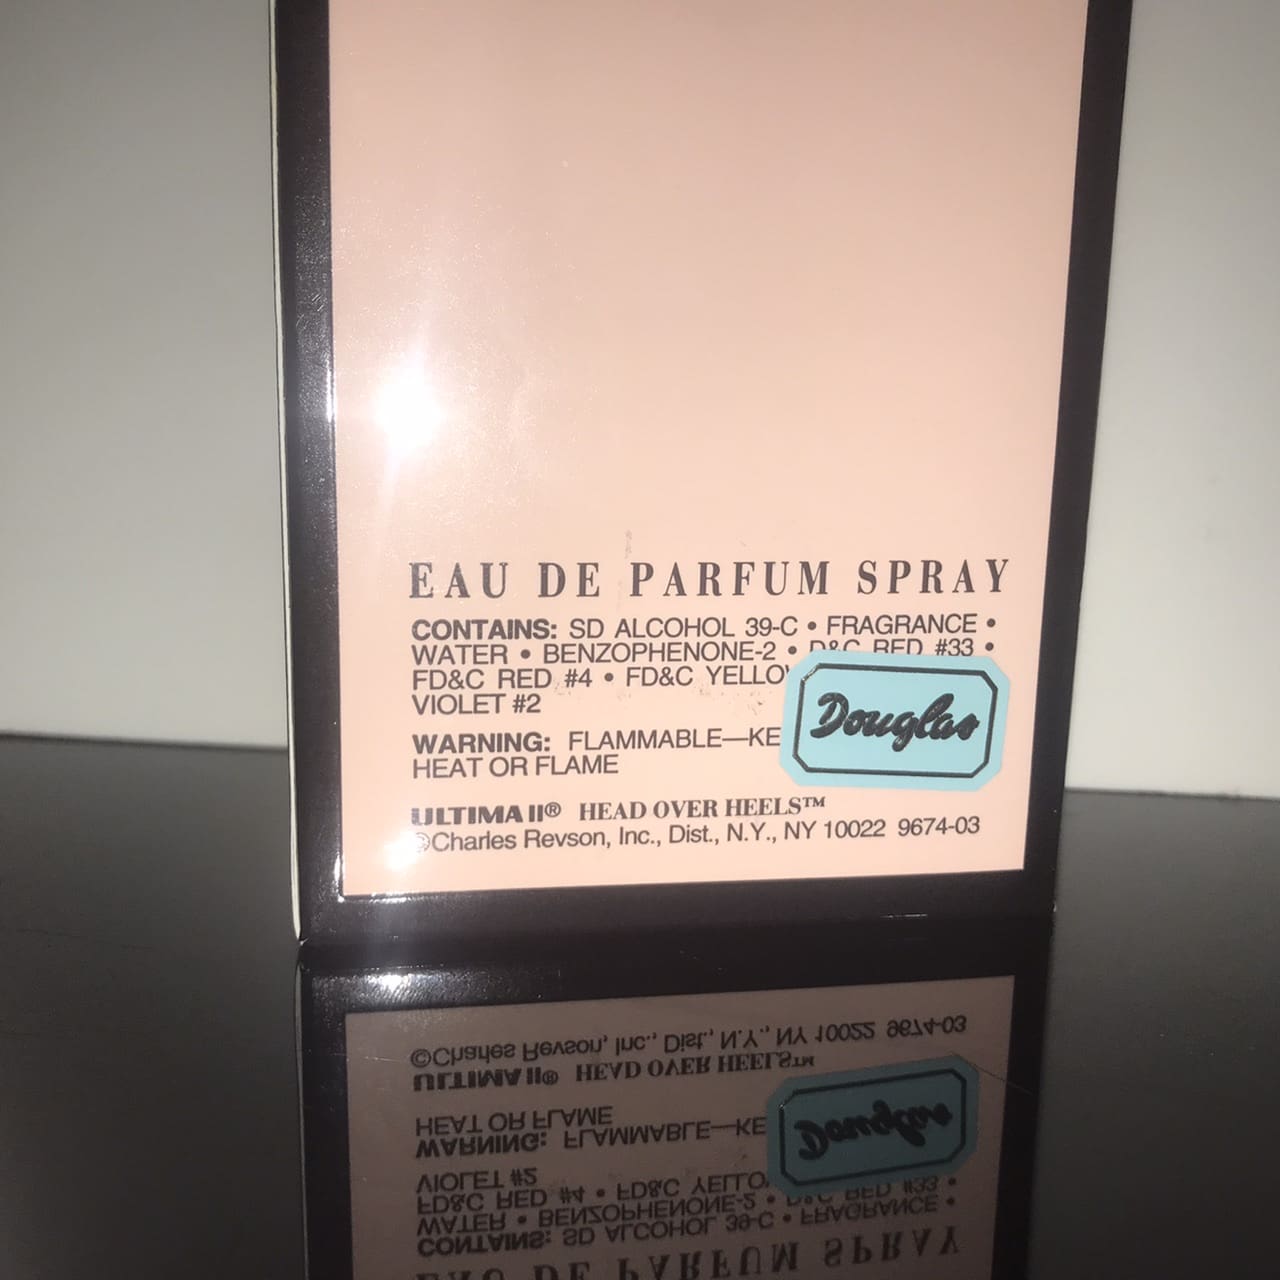 EAU DE PARFUM SPRAY
CONTAINS: SD ALCOHOL 39-C • FRAGRANCE •
WATER • BENZOPHENONE-2 • D&C RED #33 •
FD&C RED #4 • FD&C
VIOLET #2
WARNING: FLAMMABLE—
HEAT OR FLAME
Douglas
ULTIMA II® HEAD OVER HEELS™
©Charles Revson, Inc., Dist., N.Y., NY 10022 9674-03